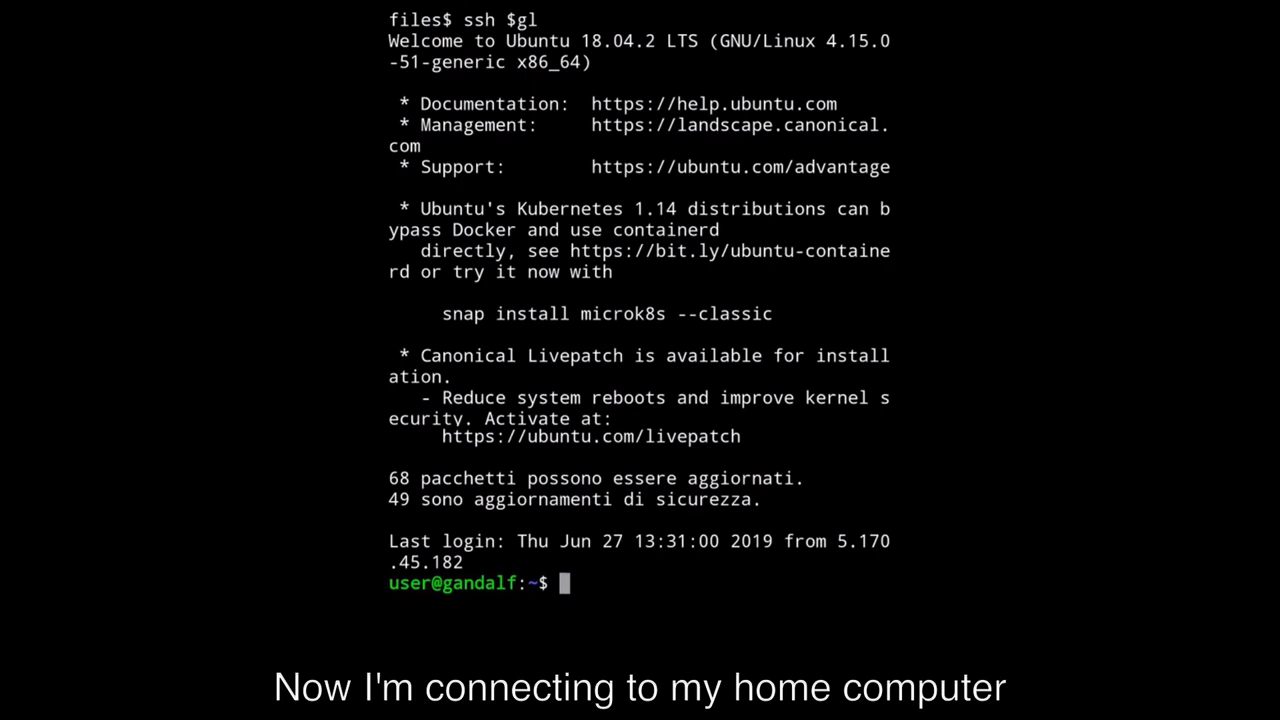 files$ ssh $gl
Welcome to Ubuntu 18.04.2 LTS (GNU/Linux 4.15.0
-51-generic x86_64)
* Documentation:  https://help.ubuntu.com
* Management:     https://landscape.canonical.
com
* Support:        https://ubuntu.com/advantage
* Ubuntu's Kubernetes 1.14 distributions can b
ypass Docker and use containerd
directly, see https://bit.ly/ubuntu-containe
rd or try it now with
snap install microk8s --classic
* Canonical Livepatch is available for install
ation.
- Reduce system reboots and improve kernel s
ecurity. Activate at:
https://ubuntu.com/livepatch
68 pacchetti possono essere aggiornati.
49 sono aggiornamenti di sicurezza.
Last login: Thu Jun 27 13:31:00 2019 from 5.170
.45.182
user@gandalf:~$
Now I'm connecting to my home computer